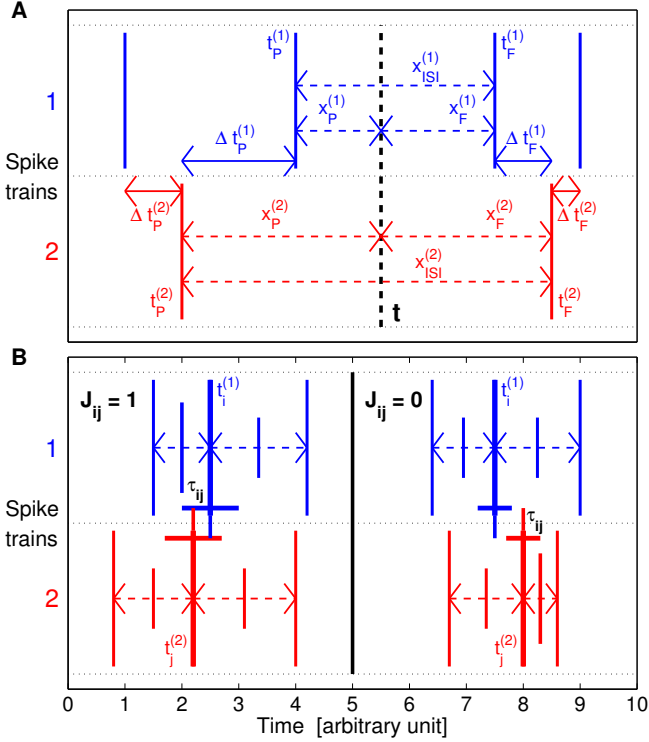 A
t_P^(1)
t_F^(1)
x_ISI^(1)
1
x_P^(1)
x_F^(1)
Δ t_P^(1)
Δ t_F^(1)
Spike
trains
Δ t_P^(2)
x_P^(2)
x_F^(2)
Δ t_F^(2)
2
x_ISI^(2)
t_P^(2)
t
t_F^(2)
B
J_ij = 1
t_i^(1)
J_ij = 0
t_i^(1)
1
τ_ij
τ_ij
Spike
trains
2
t_j^(2)
t_j^(2)
0 1 2 3 4 5 6 7 8 9 10
Time [arbitrary unit]